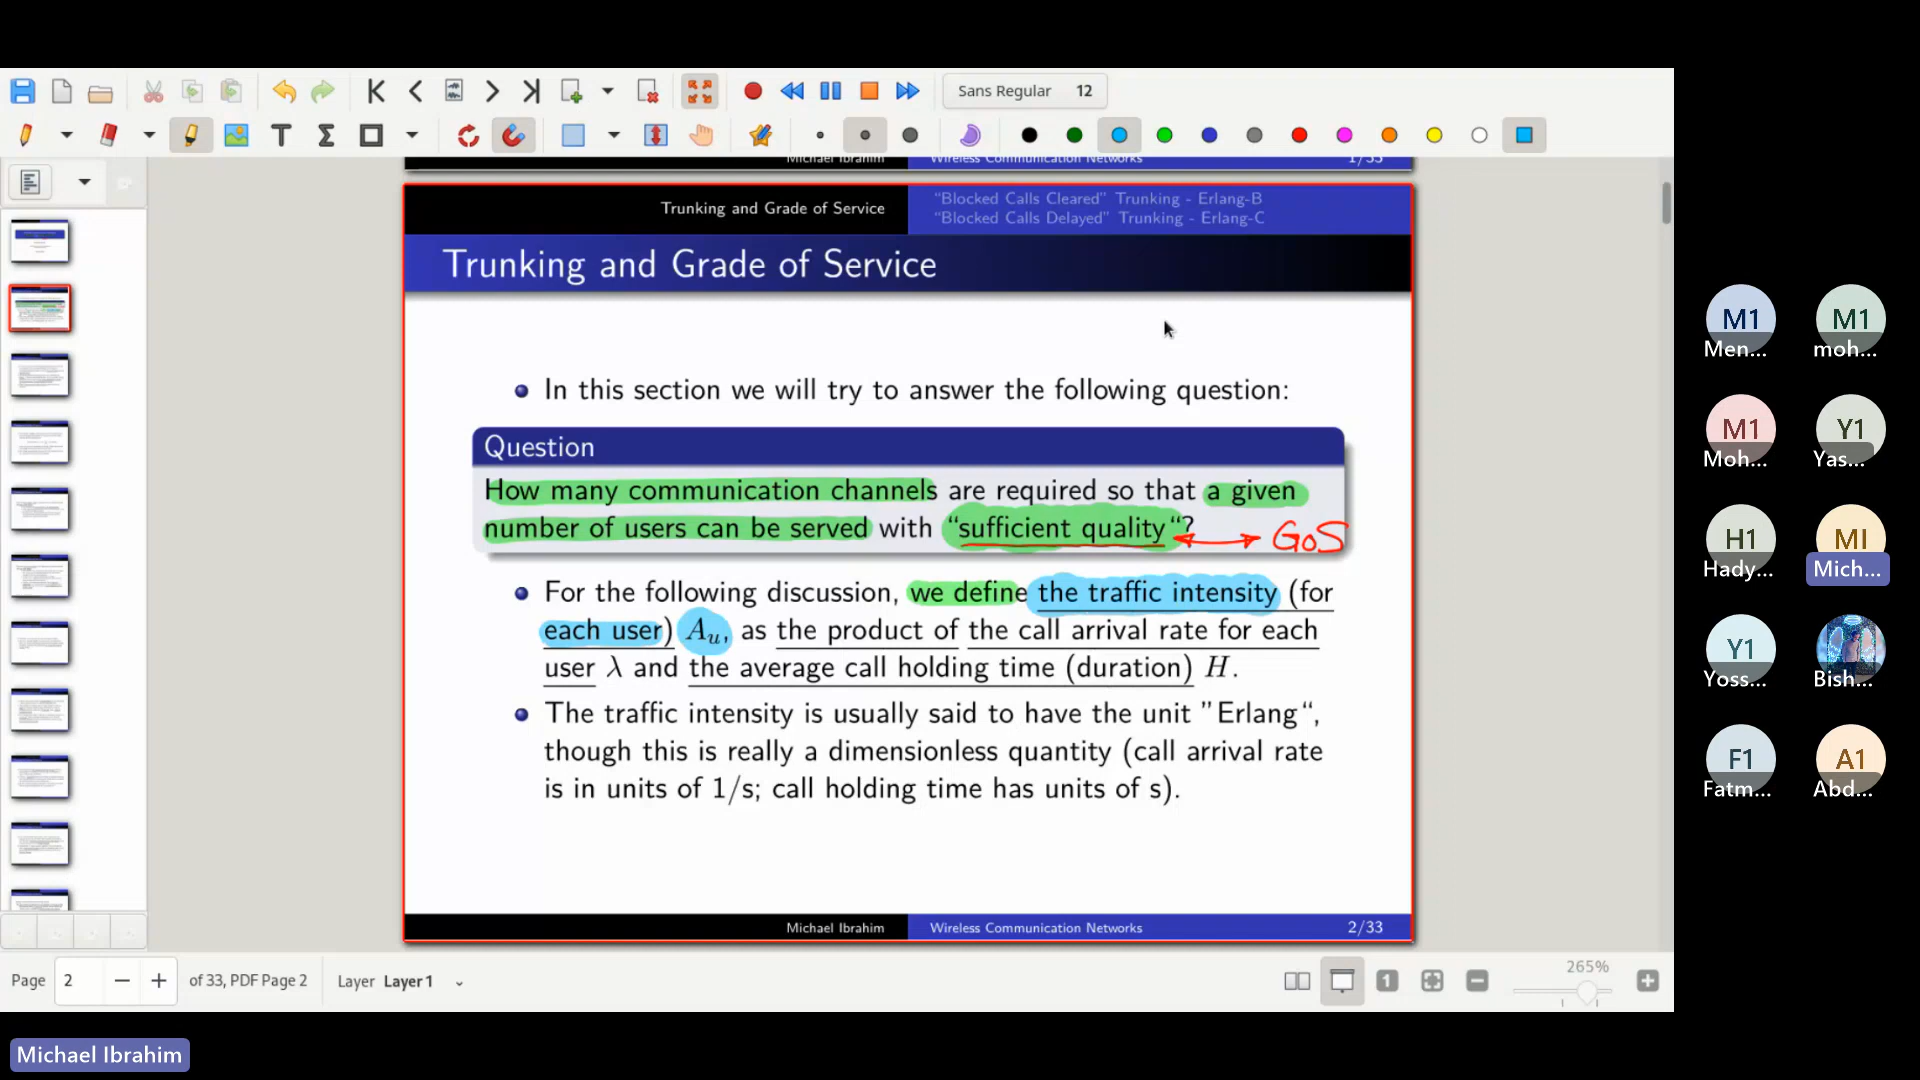 Sans Regular 12
Michael Ibrahim Wireless Communication Networks 1/33
Trunking and Grade of Service
“Blocked Calls Cleared” Trunking - Erlang-B
“Blocked Calls Delayed” Trunking - Erlang-C
Trunking and Grade of Service
In this section we will try to answer the following question:
Question
How many communication channels are required so that a given
number of users can be served with “sufficient quality“?
GoS
For the following discussion, we define the traffic intensity (for
each user) Au, as the product of the call arrival rate for each
user λ and the average call holding time (duration) H.
The traffic intensity is usually said to have the unit ”Erlang“,
though this is really a dimensionless quantity (call arrival rate
is in units of 1/s; call holding time has units of s).
Michael Ibrahim Wireless Communication Networks 2/33
Page 2 of 33, PDF Page 2 Layer Layer 1
265%
M1 M1
Men... moh...
M1 Y1
Moh... Yas...
H1 MI
Hady... Mich...
Y1
Yoss... Bish...
F1 A1
Fatm... Abd...
Michael Ibrahim